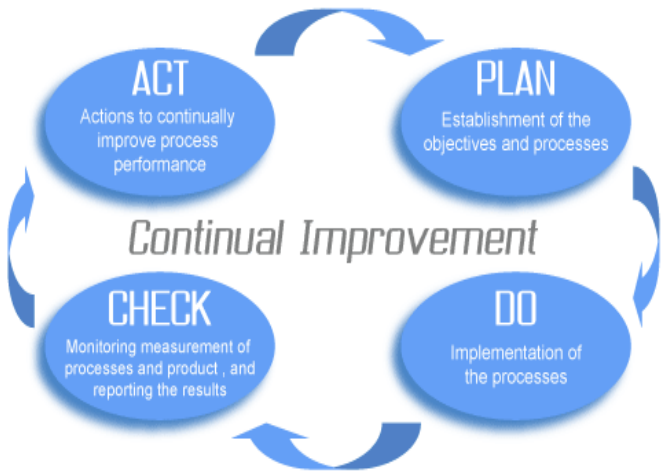 ACT
Actions to continually
improve process
performance
PLAN
Establishment of the
objectives and processes
Continual Improvement
CHECK
Monitoring measurement of
processes and product , and
reporting the results
DO
Implementation of
the processes